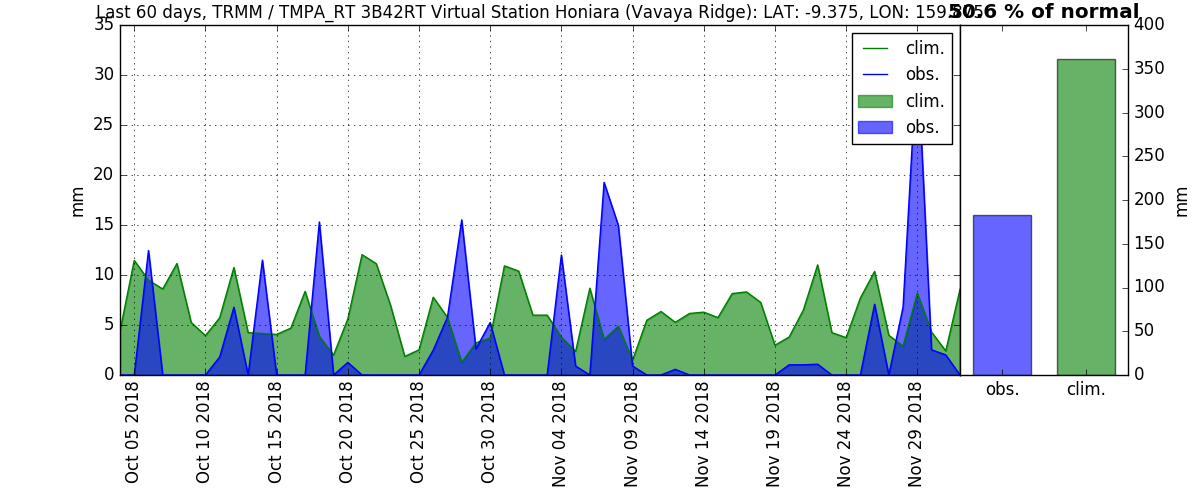 Last 60 days, TRMM / TMPA_RT 3B42RT Virtual Station Honiara (Vavaya Ridge): LAT: -9.375, LON:
50.6 % of normal
35
30
25
20
15
10
5
0
mm
clim.
obs.
clim.
obs.
400
350
300
250
200
150
100
50
0
mm
obs.
clim.
Oct 05 2018
Oct 10 2018
Oct 15 2018
Oct 20 2018
Oct 25 2018
Oct 30 2018
Nov 04 2018
Nov 09 2018
Nov 14 2018
Nov 19 2018
Nov 24 2018
Nov 29 2018